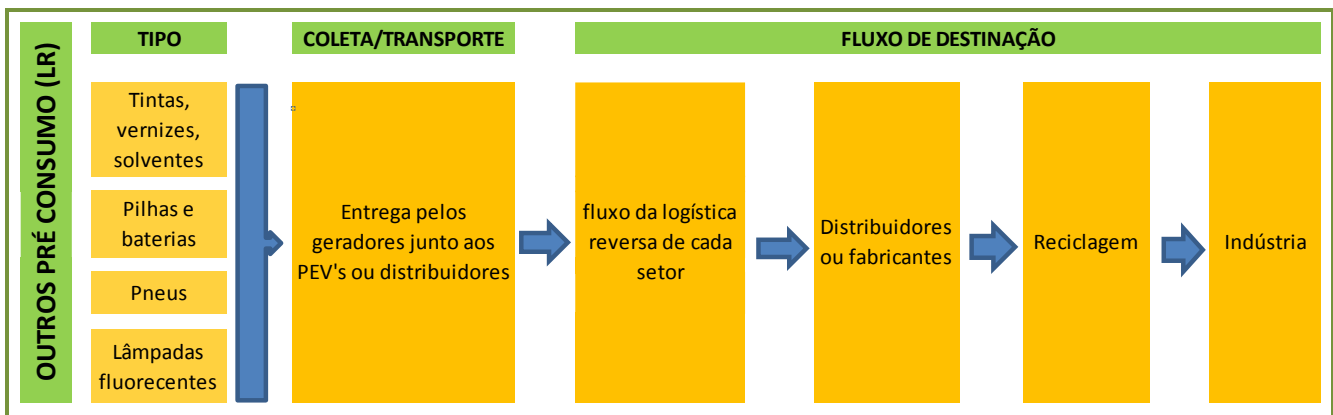 OUTROS PRÉ CONSUMO (LR)
TIPO
COLETA/TRANSPORTE
FLUXO DE DESTINAÇÃO
Tintas,
vernizes,
solventes
Pilhas e
baterias
Pneus
Lâmpadas
fluorecentes
Entrega pelos
geradores junto aos
PEV's ou distribuidores
fluxo da logística
reversa de cada
setor
Distribuidores
ou fabricantes
Reciclagem
Indústria